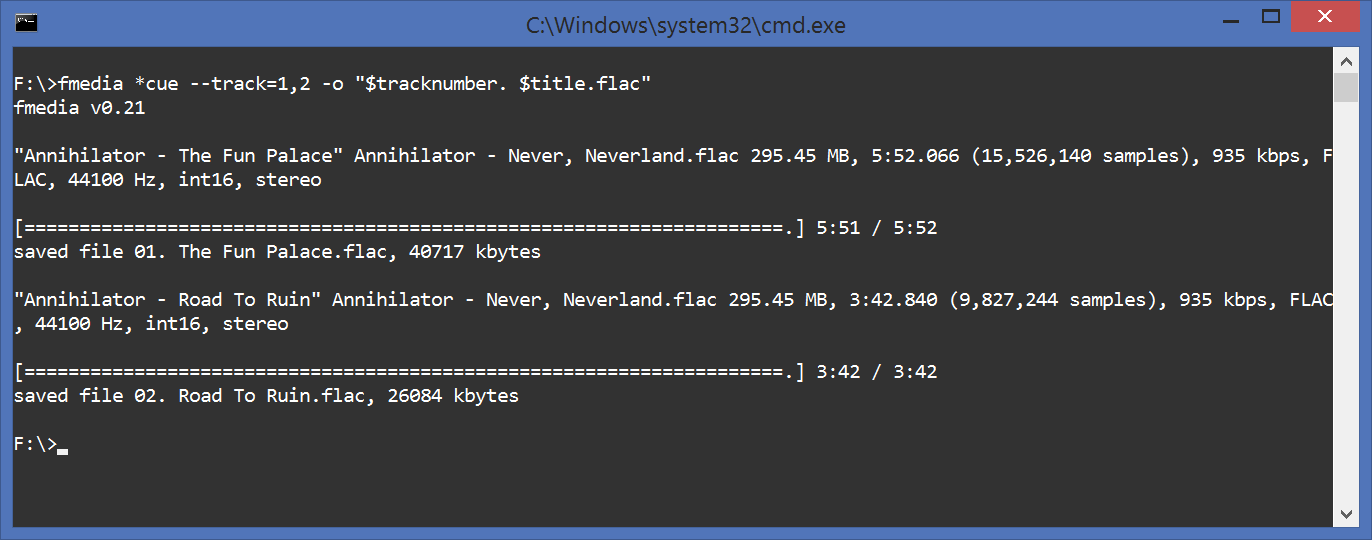 C:\Windows\system32\cmd.exe
F:\>fmedia *cue --track=1,2 -o "$tracknumber. $title.flac"
fmedia v0.21
"Annihilator - The Fun Palace" Annihilator - Never, Neverland.flac 295.45 MB, 5:52.066 (15,526,140 samples), 935 kbps, F
LAC, 44100 Hz, int16, stereo
[=====================================================================.] 5:51 / 5:52
saved file 01. The Fun Palace.flac, 40717 kbytes
"Annihilator - Road To Ruin" Annihilator - Never, Neverland.flac 295.45 MB, 3:42.840 (9,827,244 samples), 935 kbps, FLAC
, 44100 Hz, int16, stereo
[=====================================================================.] 3:42 / 3:42
saved file 02. Road To Ruin.flac, 26084 kbytes
F:\>